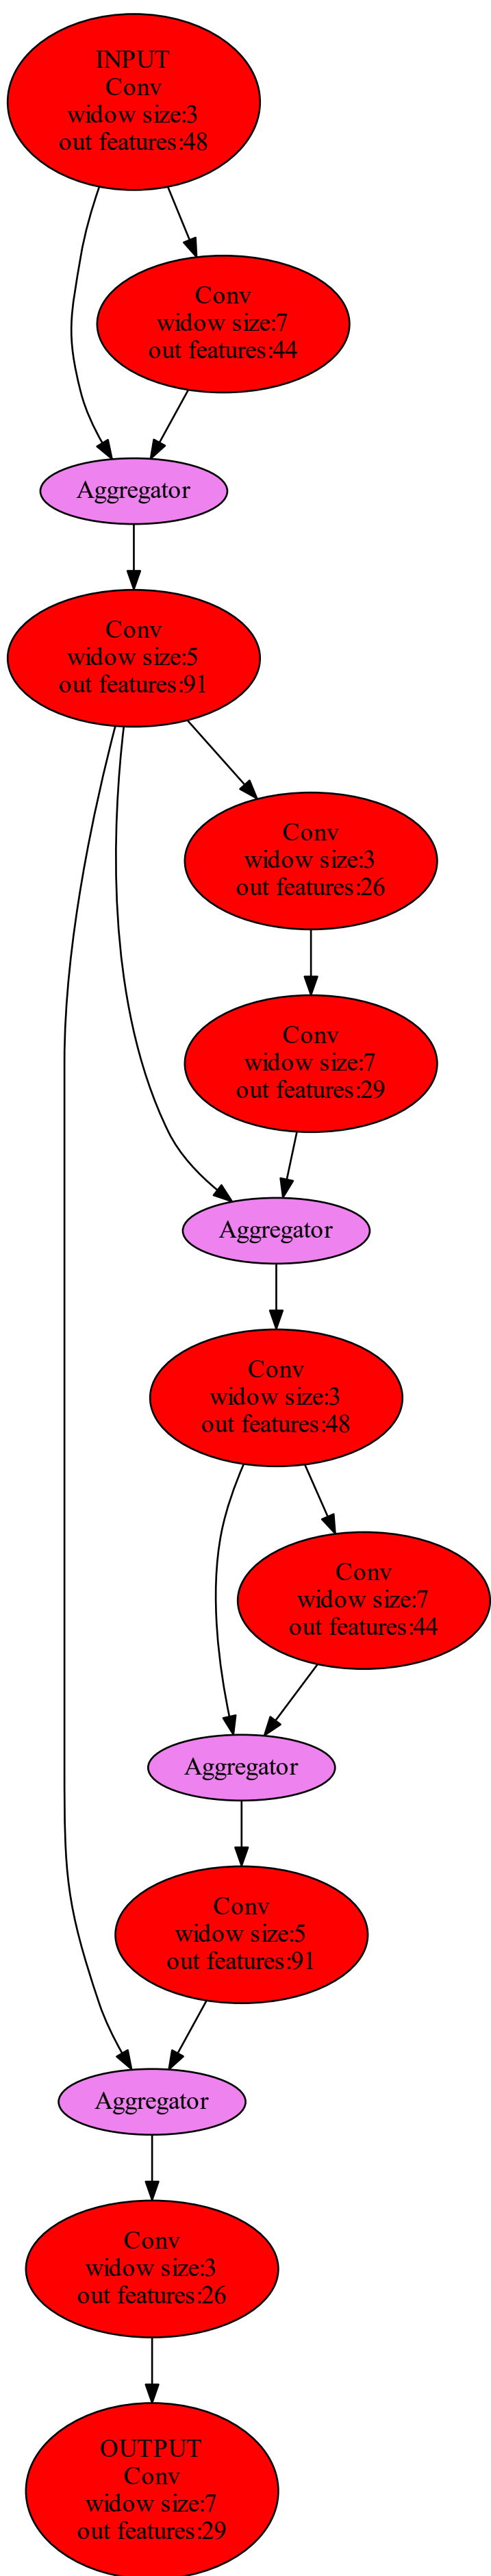 INPUT
Conv
widow size:3
out features:48
Conv
widow size:7
out features:44
Aggregator
Conv
widow size:5
out features:91
Conv
widow size:3
out features:26
Conv
widow size:7
out features:29
Aggregator
Conv
widow size:3
out features:48
Conv
widow size:7
out features:44
Aggregator
Conv
widow size:5
out features:91
Aggregator
Conv
widow size:3
out features:26
OUTPUT
Conv
widow size:7
out features:29